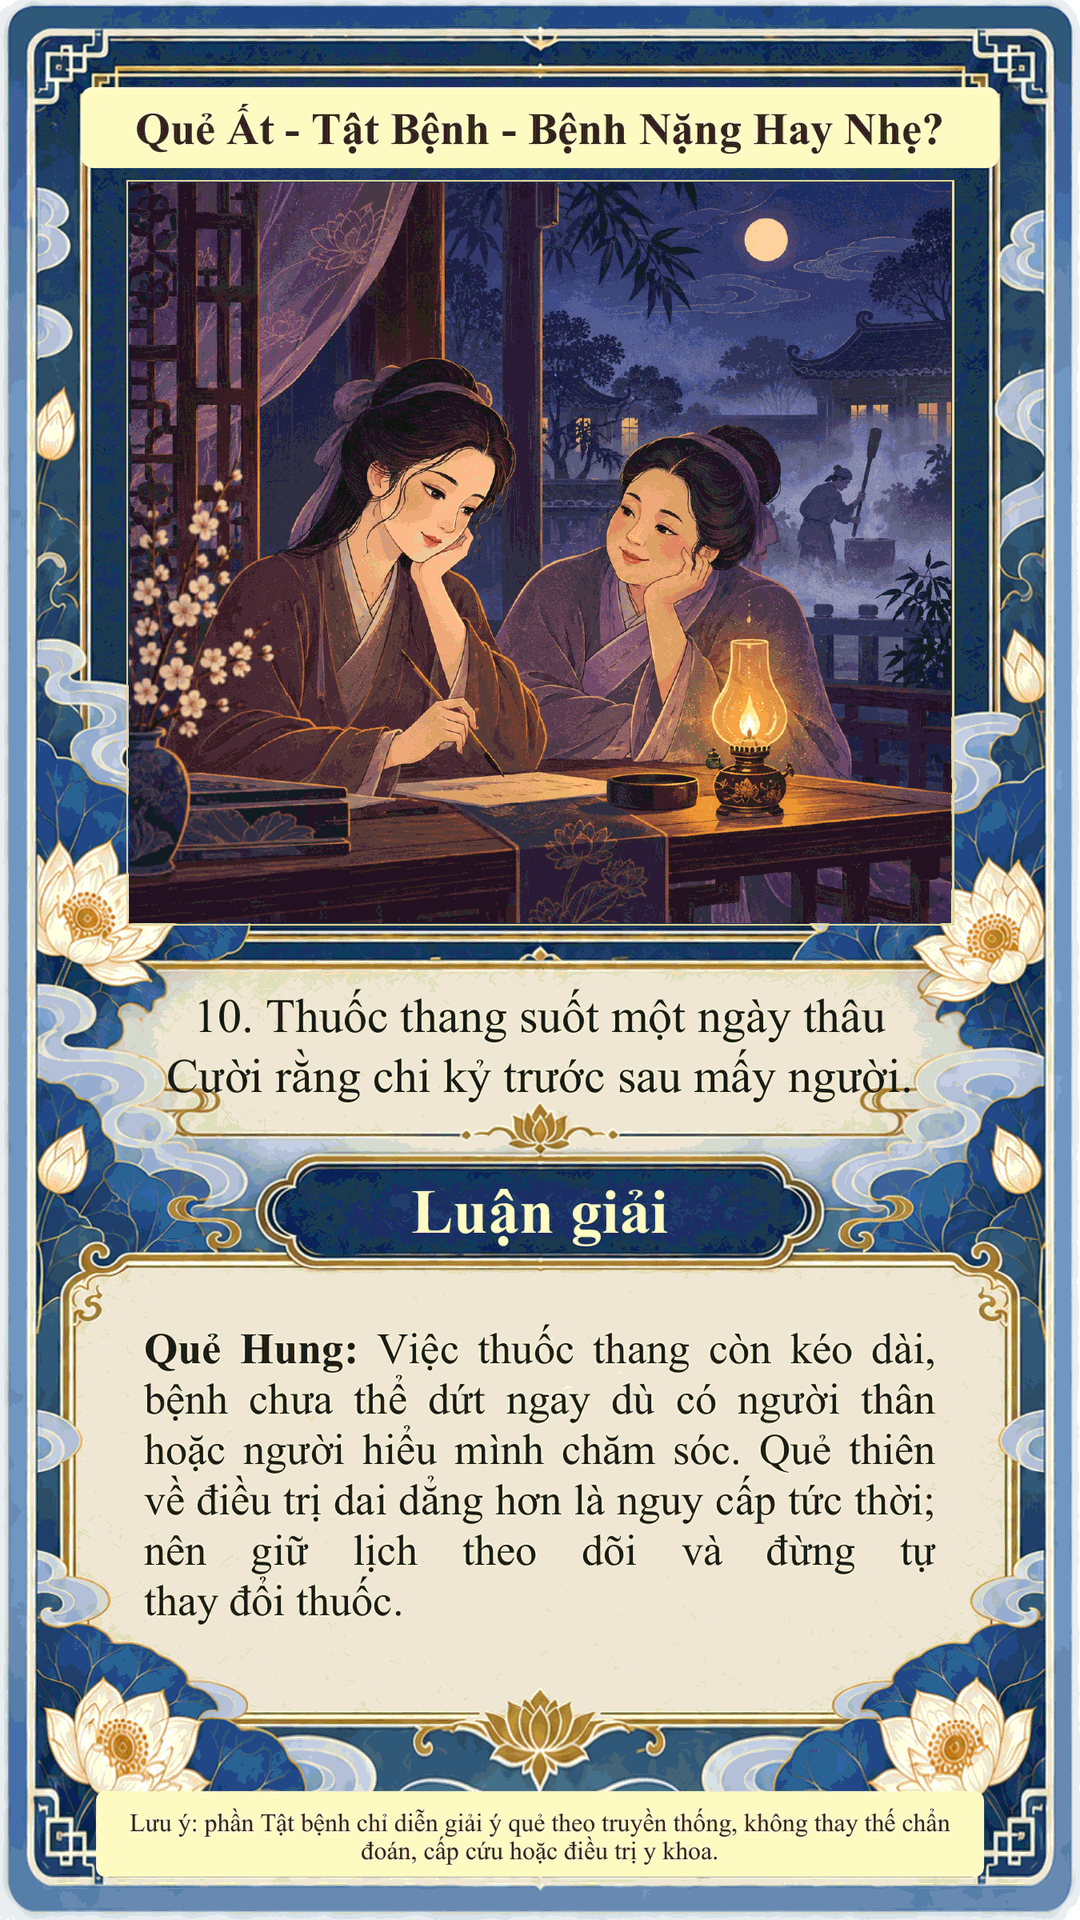 Quẻ Ất - Tật Bệnh - Bệnh Nặng Hay Nhẹ?
10. Thuốc thang suốt một ngày thâu
Cười rằng chi kỷ trước sau mấy người.
Luận giải
Quẻ Hung: Việc thuốc thang còn kéo dài,
bệnh chưa thể dứt ngay dù có người thân
hoặc người hiểu mình chăm sóc. Quẻ thiên
về điều trị dai dẳng hơn là nguy cấp tức thời;
nên giữ lịch theo dõi và đừng tự
thay đổi thuốc.
Lưu ý: phần Tật bệnh chỉ diễn giải ý quẻ theo truyền thống, không thay thế chẩn
đoán, cấp cứu hoặc điều trị y khoa.